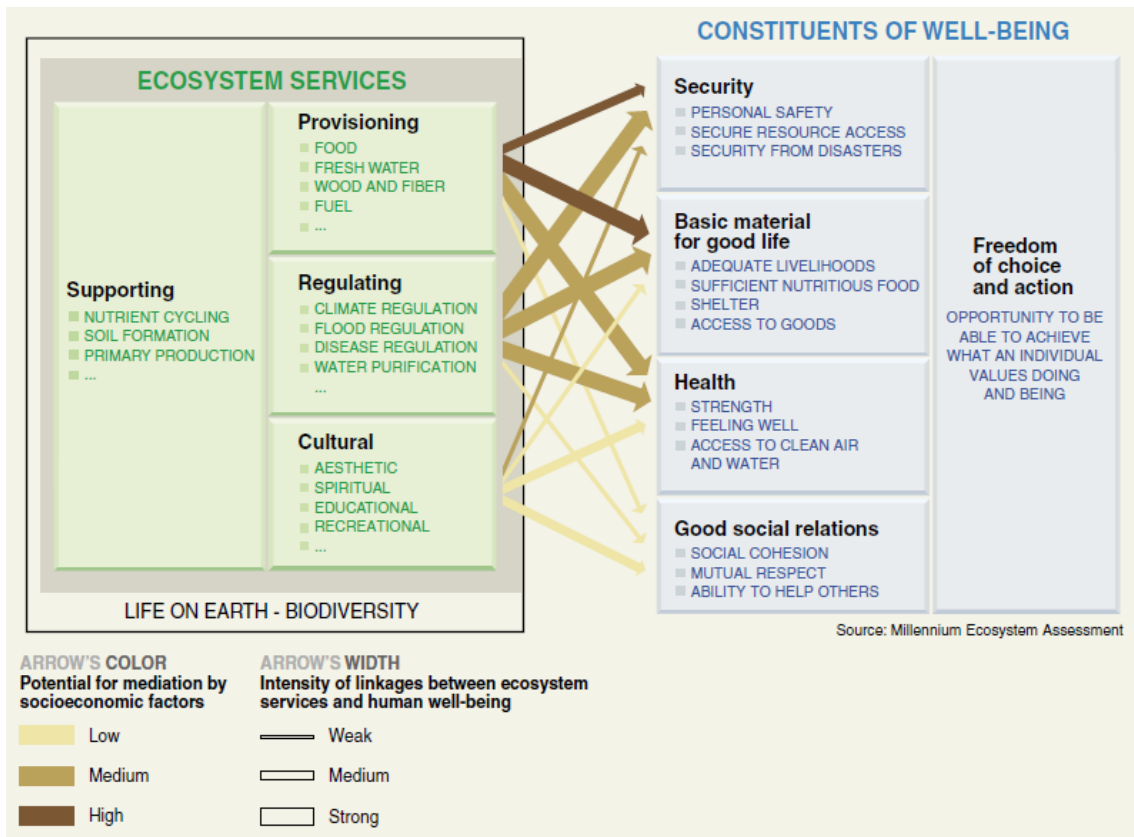 CONSTITUENTS OF WELL-BEING
ECOSYSTEM SERVICES
Supporting
NUTRIENT CYCLING
SOIL FORMATION
PRIMARY PRODUCTION
...
Provisioning
FOOD
FRESH WATER
WOOD AND FIBER
FUEL
...
Regulating
CLIMATE REGULATION
FLOOD REGULATION
DISEASE REGULATION
WATER PURIFICATION
...
Cultural
AESTHETIC
SPIRITUAL
EDUCATIONAL
RECREATIONAL
...
LIFE ON EARTH - BIODIVERSITY
Security
PERSONAL SAFETY
SECURE RESOURCE ACCESS
SECURITY FROM DISASTERS
Basic material
for good life
ADEQUATE LIVELIHOODS
SUFFICIENT NUTRITIOUS FOOD
SHELTER
ACCESS TO GOODS
Health
STRENGTH
FEELING WELL
ACCESS TO CLEAN AIR
AND WATER
Good social relations
SOCIAL COHESION
MUTUAL RESPECT
ABILITY TO HELP OTHERS
Freedom
of choice
and action
OPPORTUNITY TO BE
ABLE TO ACHIEVE
WHAT AN INDIVIDUAL
VALUES DOING
AND BEING
Source: Millennium Ecosystem Assessment
ARROW'S COLOR
Potential for mediation by
socioeconomic factors
Low
Medium
High
ARROW'S WIDTH
Intensity of linkages between ecosystem
services and human well-being
Weak
Medium
Strong